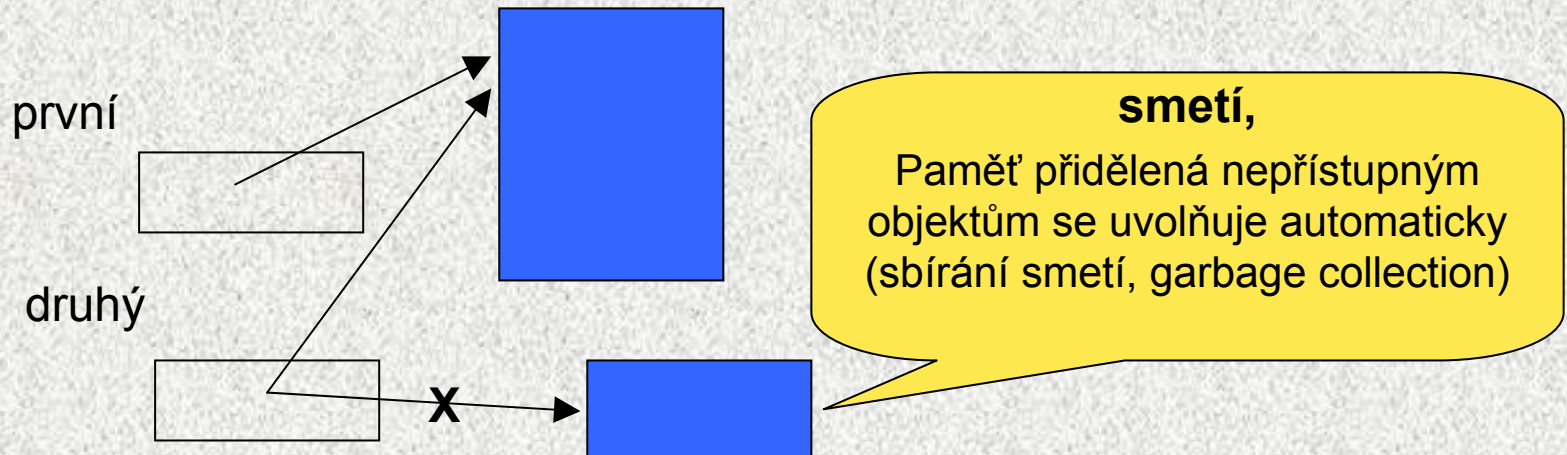 první
druhý
X
smetí,
Paměť přidělená nepřístupným
objektům se uvolňuje automaticky
(sbírání smetí, garbage collection)